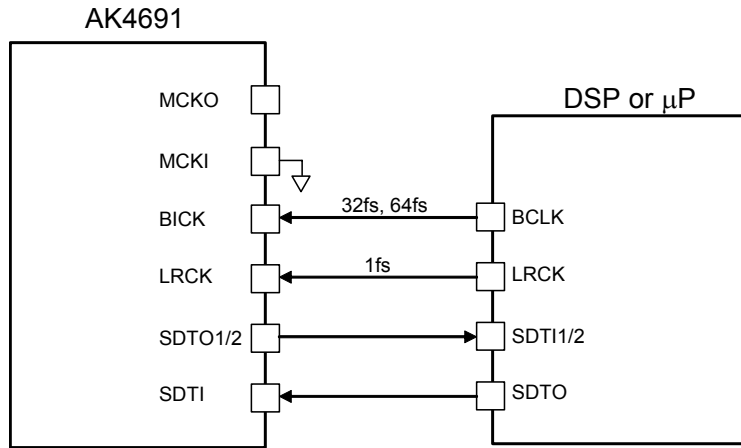 AK4691
DSP or μP
MCKO
MCKI
BICK
32fs, 64fs
BCLK
LRCK
1fs
LRCK
SDTO1/2
SDTI1/2
SDTI
SDTO